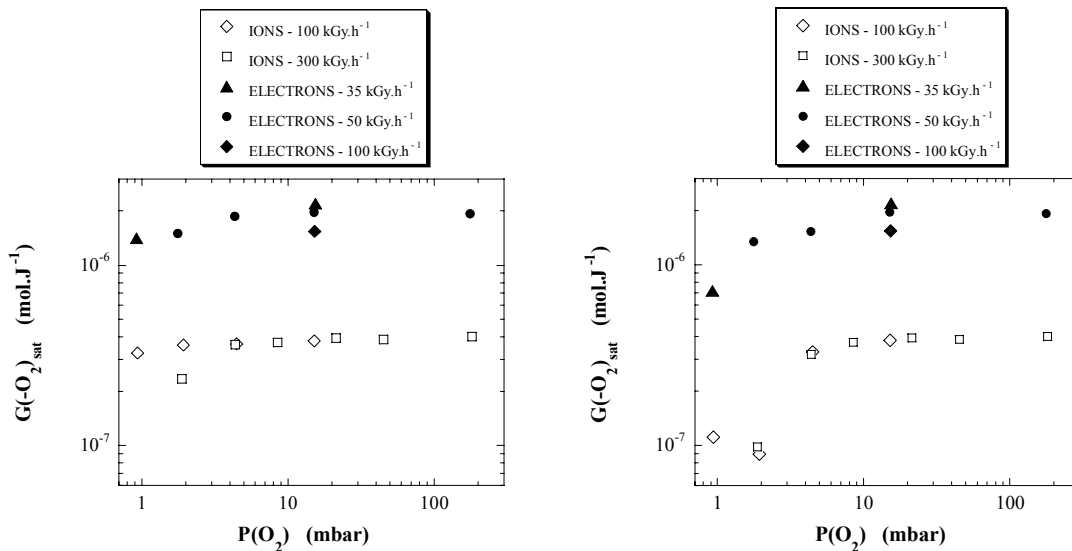 IONS - 100 kGy.h⁻¹
IONS - 300 kGy.h⁻¹
ELECTRONS - 35 kGy.h⁻¹
ELECTRONS - 50 kGy.h⁻¹
ELECTRONS - 100 kGy.h⁻¹
10⁻⁶
10⁻⁷
G(-O₂)sat (mol.J⁻¹)
1 10 100
P(O₂) (mbar)
IONS - 100 kGy.h⁻¹
IONS - 300 kGy.h⁻¹
ELECTRONS - 35 kGy.h⁻¹
ELECTRONS - 50 kGy.h⁻¹
ELECTRONS - 100 kGy.h⁻¹
10⁻⁶
10⁻⁷
G(-O₂)sat (mol.J⁻¹)
1 10 100
P(O₂) (mbar)